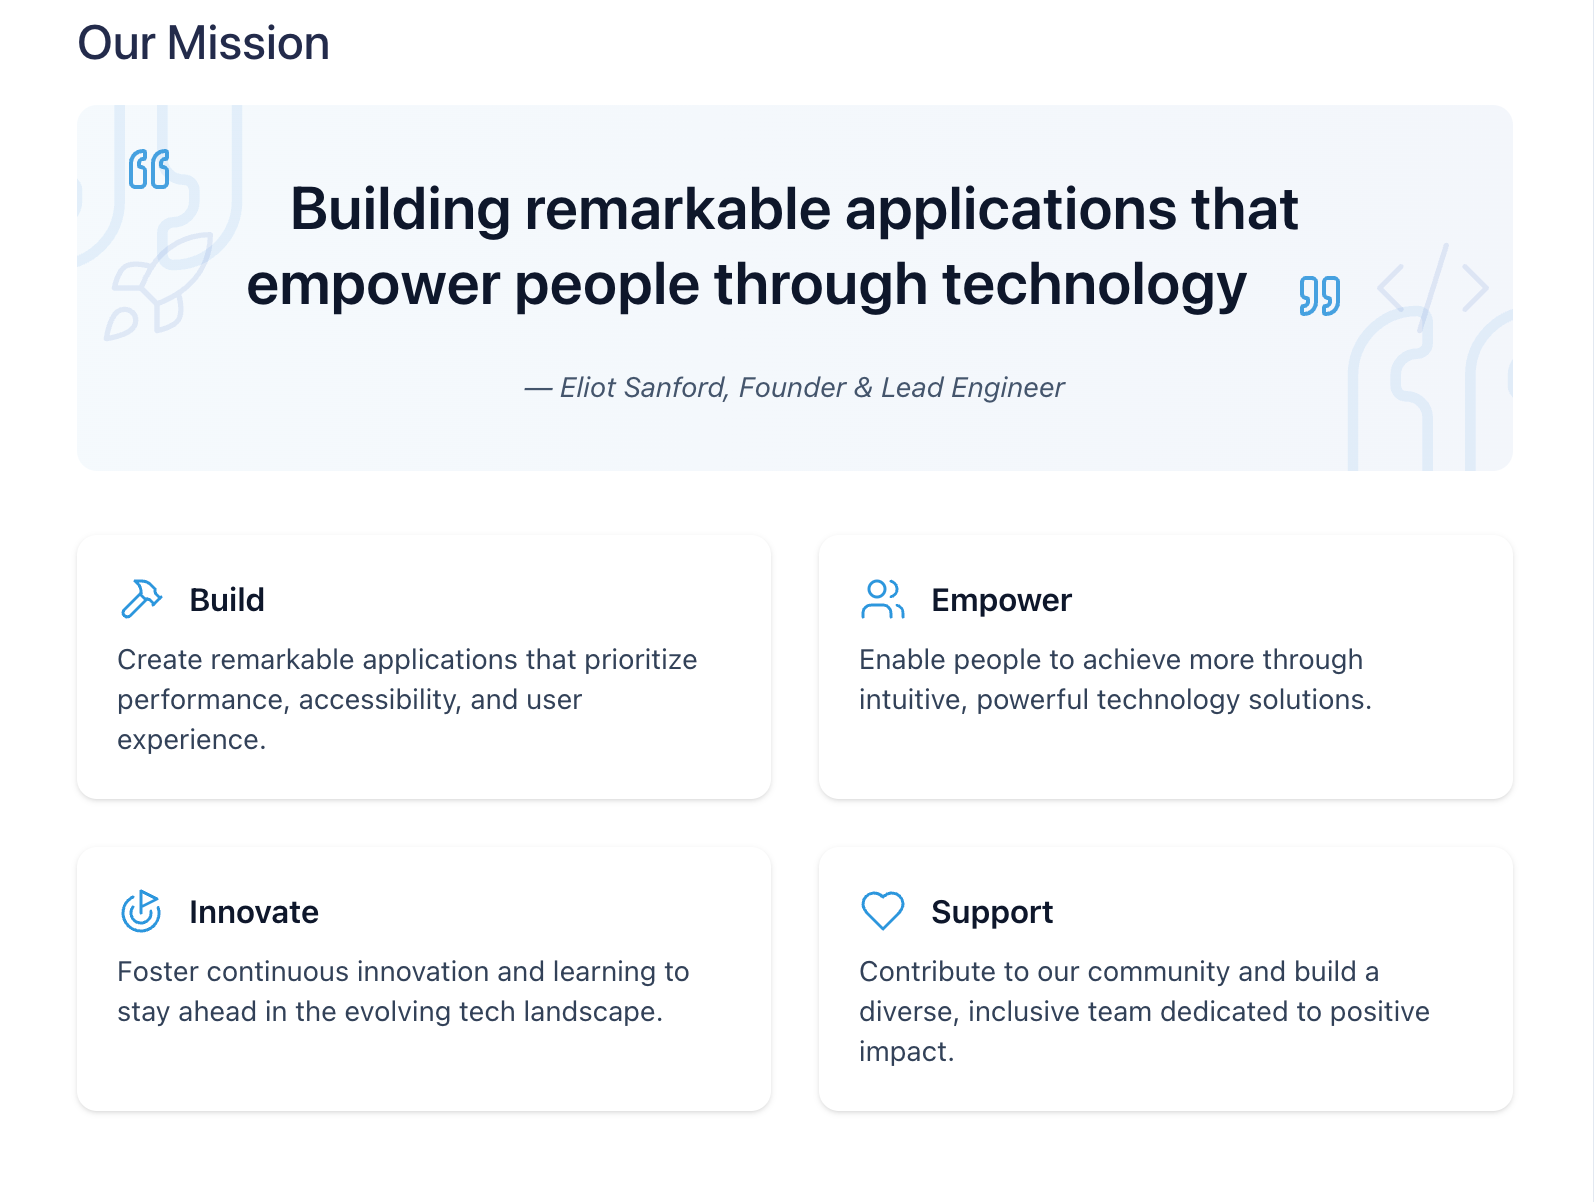 Our Mission
Building remarkable applications that
empower people through technology
— Eliot Sanford, Founder & Lead Engineer
Build
Create remarkable applications that prioritize
performance, accessibility, and user
experience.
Empower
Enable people to achieve more through
intuitive, powerful technology solutions.
Innovate
Foster continuous innovation and learning to
stay ahead in the evolving tech landscape.
Support
Contribute to our community and build a
diverse, inclusive team dedicated to positive
impact.